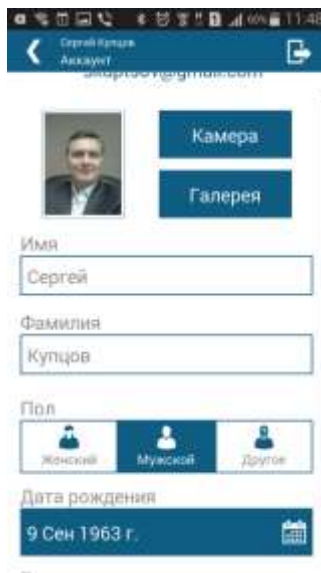 11:48
Сергей Купцов
Аккаунт
Камера
Галерея
Имя
Сергей
Фамилия
Купцов
Пол
Женский Мужской Другое
Дата рождения
9 Сен 1963 г.